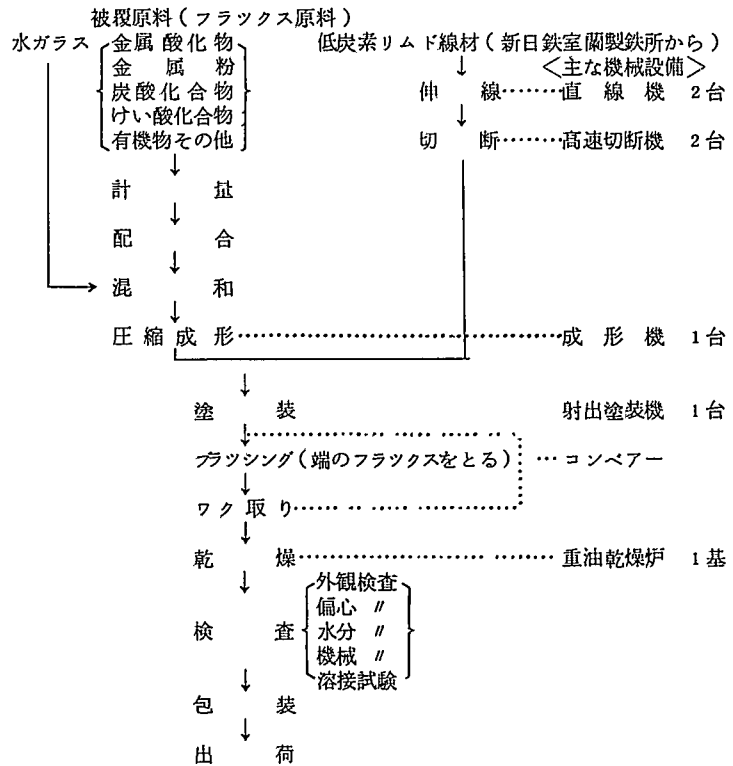 被覆原料(フラックス原料)
水ガラス 金属酸化物 低炭素リムド線材(新日鉄室蘭製鉄所から)
金属粉 <主な機械設備>
炭酸化合物 伸線……直線機 2台
けい酸化合物
有機物その他 切断……高速切断機 2台
計量
配合
混和
圧縮成形……成形機 1台
塗装 射出塗装機 1台
ブラッシング(端のフラックスをとる) …コンベアー
ワク取り
乾燥……重油乾燥炉 1基
外観検査
偏心 〃
検査 水分 〃
機械 〃
溶接試験
包装
出荷